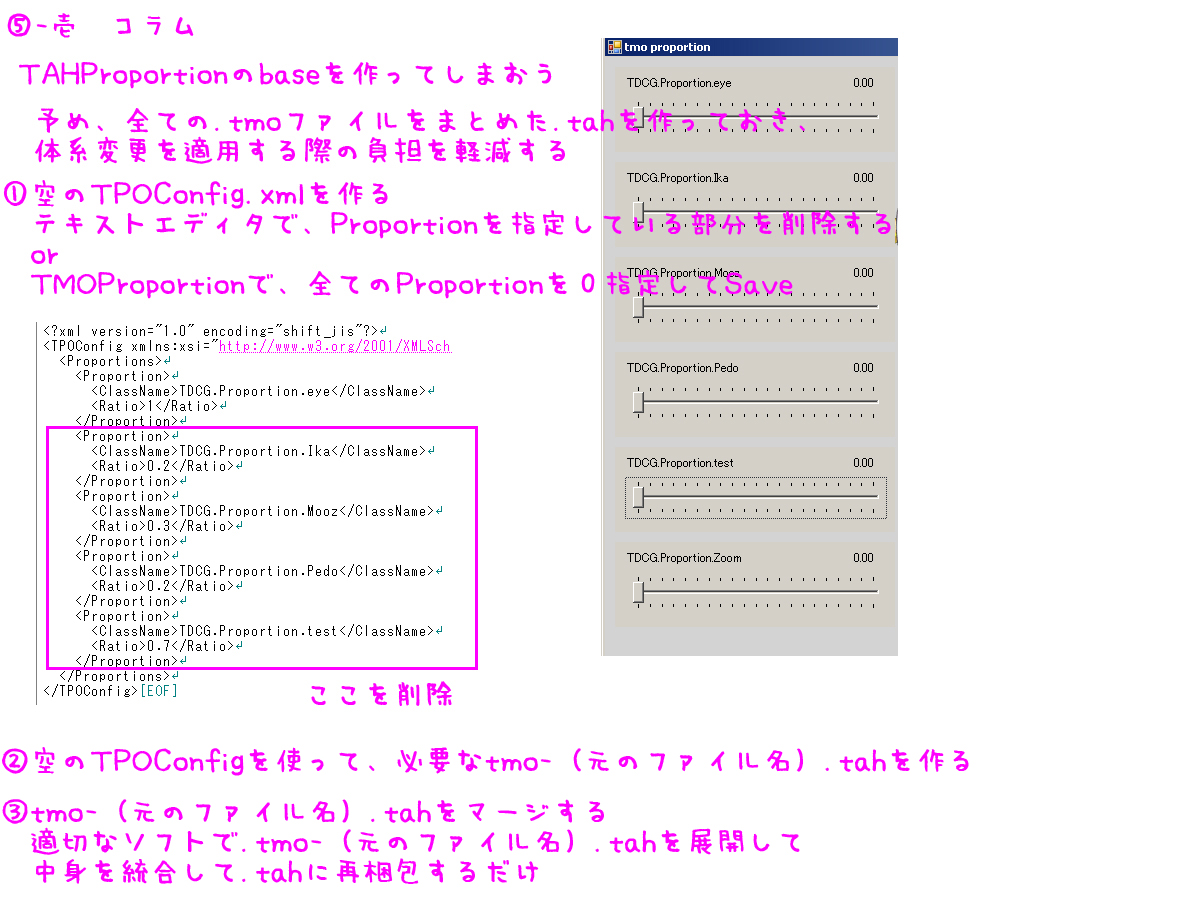 ⑤-壱　コラム
TAHProportionのbaseを作ってしまおう
予め、全ての.tmoファイルをまとめた.tahを作っておき、
体系変更を適用する際の負担を軽減する
①空のTPOConfig.xmlを作る
テキストエディタで、Proportionを指定している部分を削除する
or
TMOProportionで、全てのProportionを０指定してSave
<?xml version="1.0" encoding="shift_jis"?>↲
<TPOConfig xmlns:xsi="http://www.w3.org/2001/XMLSch
<Proportions>↲
<Proportion>↲
<ClassName>TDCG.Proportion.eye</ClassName>↲
<Ratio>1</Ratio>↲
</Proportion>↲
<Proportion>↲
<ClassName>TDCG.Proportion.Ika</ClassName>↲
<Ratio>0.2</Ratio>↲
</Proportion>↲
<Proportion>↲
<ClassName>TDCG.Proportion.Mooz</ClassName>↲
<Ratio>0.3</Ratio>↲
</Proportion>↲
<Proportion>↲
<ClassName>TDCG.Proportion.Pedo</ClassName>↲
<Ratio>0.2</Ratio>↲
</Proportion>↲
<Proportion>↲
<ClassName>TDCG.Proportion.test</ClassName>↲
<Ratio>0.7</Ratio>↲
</Proportion>↲
</Proportions>↲
</TPOConfig>[EOF]
ここを削除
tmo proportion
TDCG.Proportion.eye 0.00
TDCG.Proportion.Ika 0.00
TDCG.Proportion.Mooz 0.00
TDCG.Proportion.Pedo 0.00
TDCG.Proportion.test 0.00
TDCG.Proportion.Zoom 0.00
②空のTPOConfigを使って、必要なtmo-（元のファイル名）.tahを作る
③tmo-（元のファイル名）.tahをマージする
適切なソフトで.tmo-（元のファイル名）.tahを展開して
中身を統合して.tahに再梱包するだけ